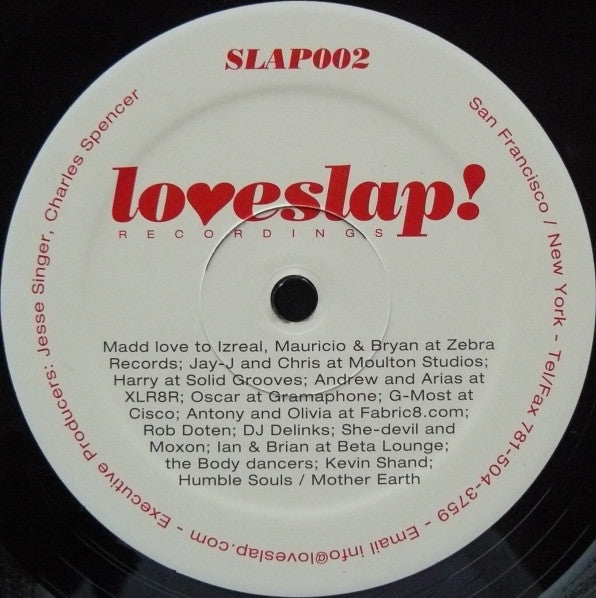 SLAP002
loveslap!
RECORDINGS
Madd love to Izreal, Mauricio & Bryan at Zebra
Records; Jay-J and Chris at Moulton Studios;
Harry at Solid Grooves; Andrew and Arias at
XLR8R; Oscar at Gramaphone; G-Most at
Cisco; Antony and Olivia at Fabric8.com;
Rob Doten; DJ Delinks; She-devil and
Moxon; Ian & Brian at Beta Lounge;
the Body dancers; Kevin Shand;
Humble Souls / Mother Earth
San Francisco / New York - Tel/Fax 781-504-3759 - Email info@loveslap.com - Executive Producers: Jesse Singer, Charles Spencer